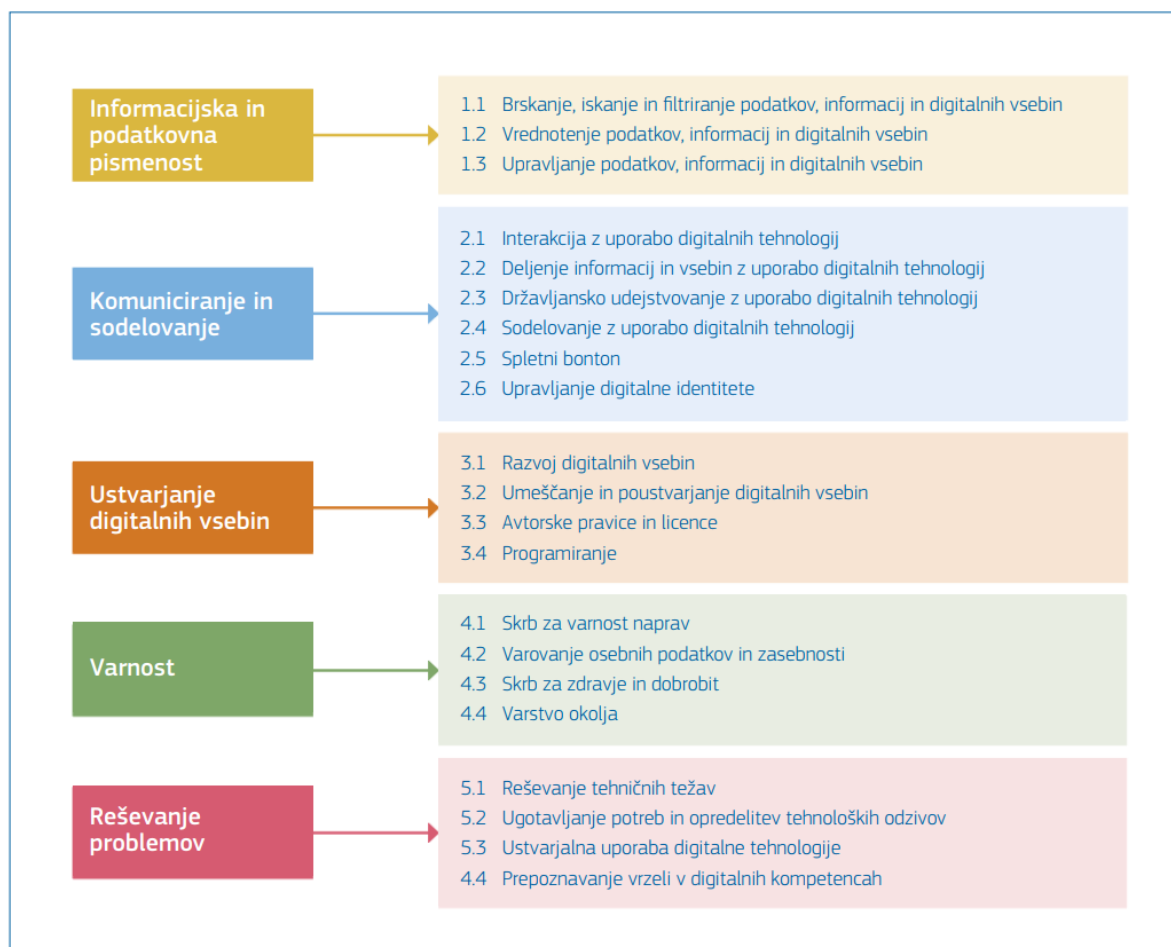 Informacijska in
podatkovna
pismenost
1.1 Brskanje, iskanje in filtriranje podatkov, informacij in digitalnih vsebin
1.2 Vrednotenje podatkov, informacij in digitalnih vsebin
1.3 Upravljanje podatkov, informacij in digitalnih vsebin
Komuniciranje in
sodelovanje
2.1 Interakcija z uporabo digitalnih tehnologij
2.2 Deljenje informacij in vsebin z uporabo digitalnih tehnologij
2.3 Državljansko udejstvovanje z uporabo digitalnih tehnologij
2.4 Sodelovanje z uporabo digitalnih tehnologij
2.5 Spletni bonton
2.6 Upravljanje digitalne identitete
Ustvarjanje
digitalnih vsebin
3.1 Razvoj digitalnih vsebin
3.2 Umeščanje in poustvarjanje digitalnih vsebin
3.3 Avtorske pravice in licence
3.4 Programiranje
Varnost
4.1 Skrb za varnost naprav
4.2 Varovanje osebnih podatkov in zasebnosti
4.3 Skrb za zdravje in dobrobit
4.4 Varstvo okolja
Reševanje
problemov
5.1 Reševanje tehničnih težav
5.2 Ugotavljanje potreb in opredelitev tehnoloških odzivov
5.3 Ustvarjalna uporaba digitalne tehnologije
4.4 Prepoznavanje vrzeli v digitalnih kompetencah